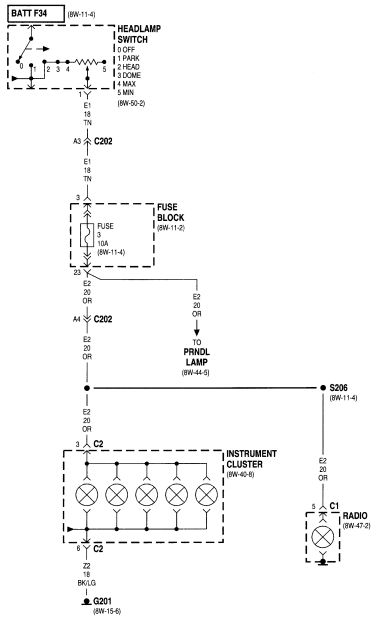 BATT F34 (8W-11-4)
HEADLAMP
SWITCH
0 OFF
1 PARK
2 HEAD
3 DOME
4 MAX
5 MIN
(8W-50-2)
0 1 2 3 4 5
1
E1
18
TN
A3 C202
E1
18
TN
3
FUSE
BLOCK
(8W-11-2)
FUSE
3
10A
(8W-11-4)
23
E2
20
OR
E2
20
OR
A4 C202
TO
PRNDL
LAMP
(8W-44-5)
E2
20
OR
S206
(8W-11-4)
E2
20
OR
3 C2
INSTRUMENT
CLUSTER
(8W-40-8)
E2
20
OR
5 C1
RADIO
(8W-47-2)
6 C2
Z2
18
BK/LG
G201
(8W-15-6)